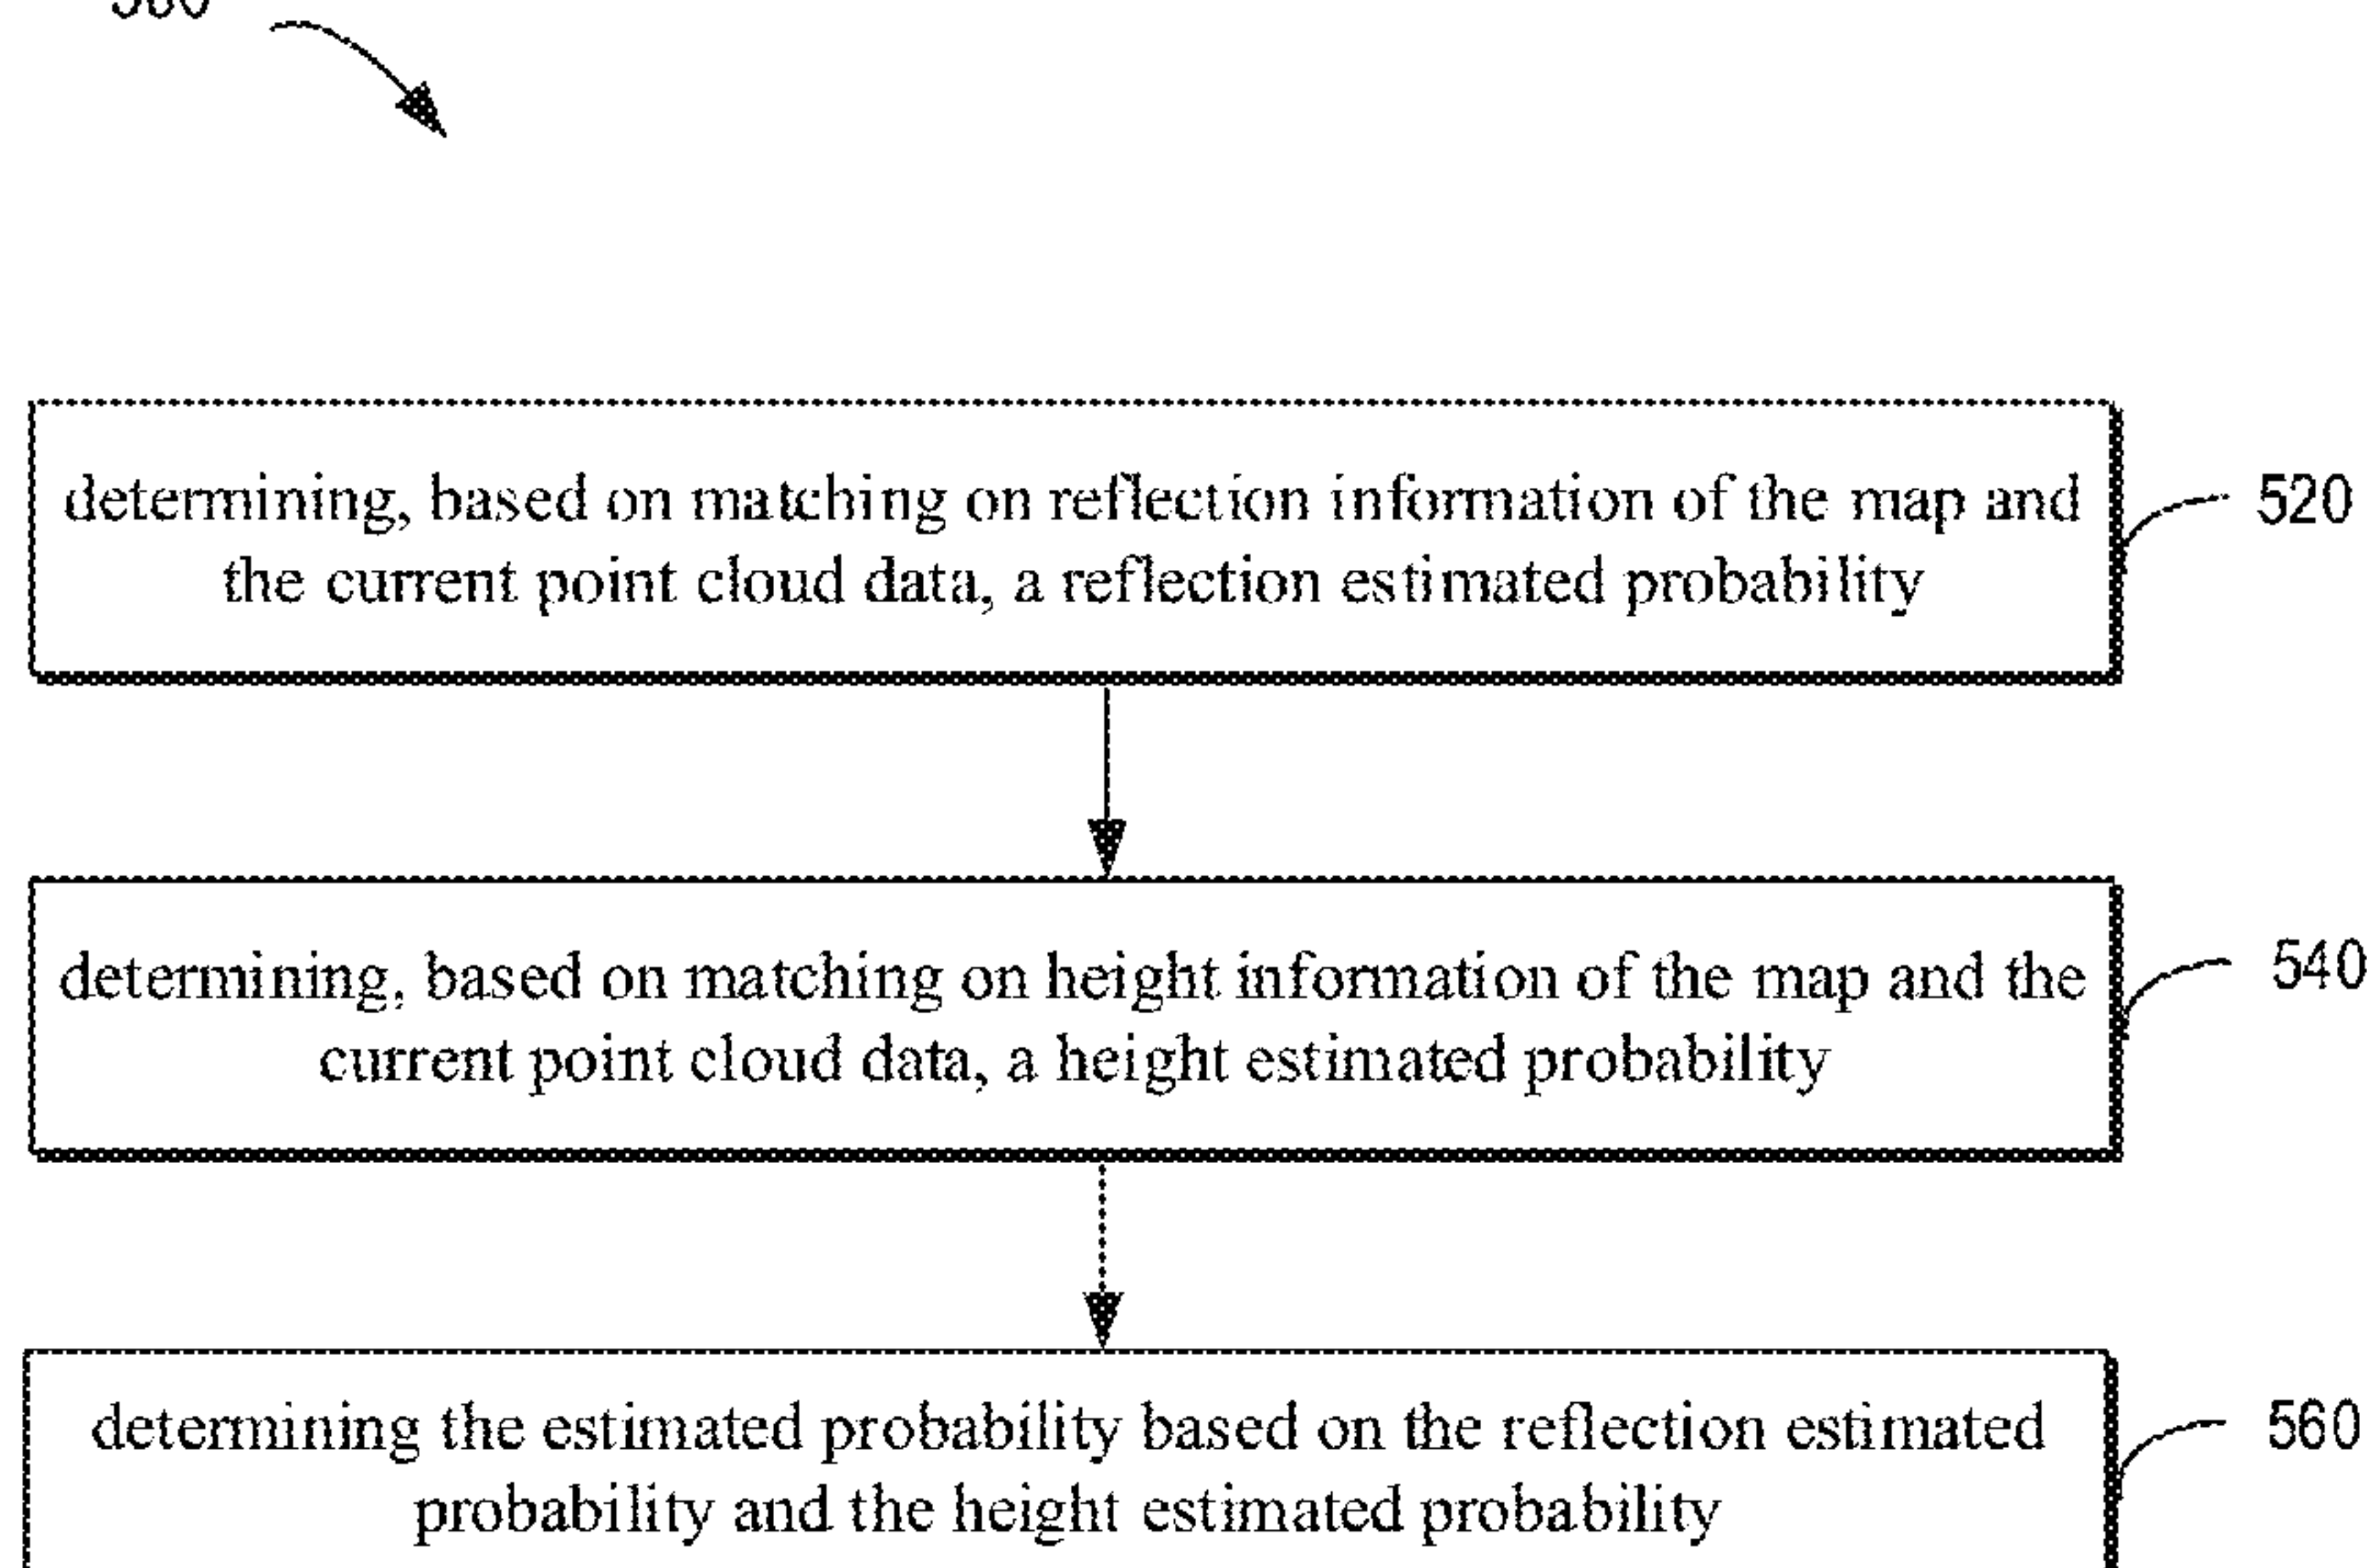 determining, based on matching on reflection information of the map and
the current point cloud data, a reflection estimated probability
520
determining, based on matching on height information of the map and the
current point cloud data, a height estimated probability
540
determining the estimated probability based on the reflection estimated
probability and the height estimated probability
560